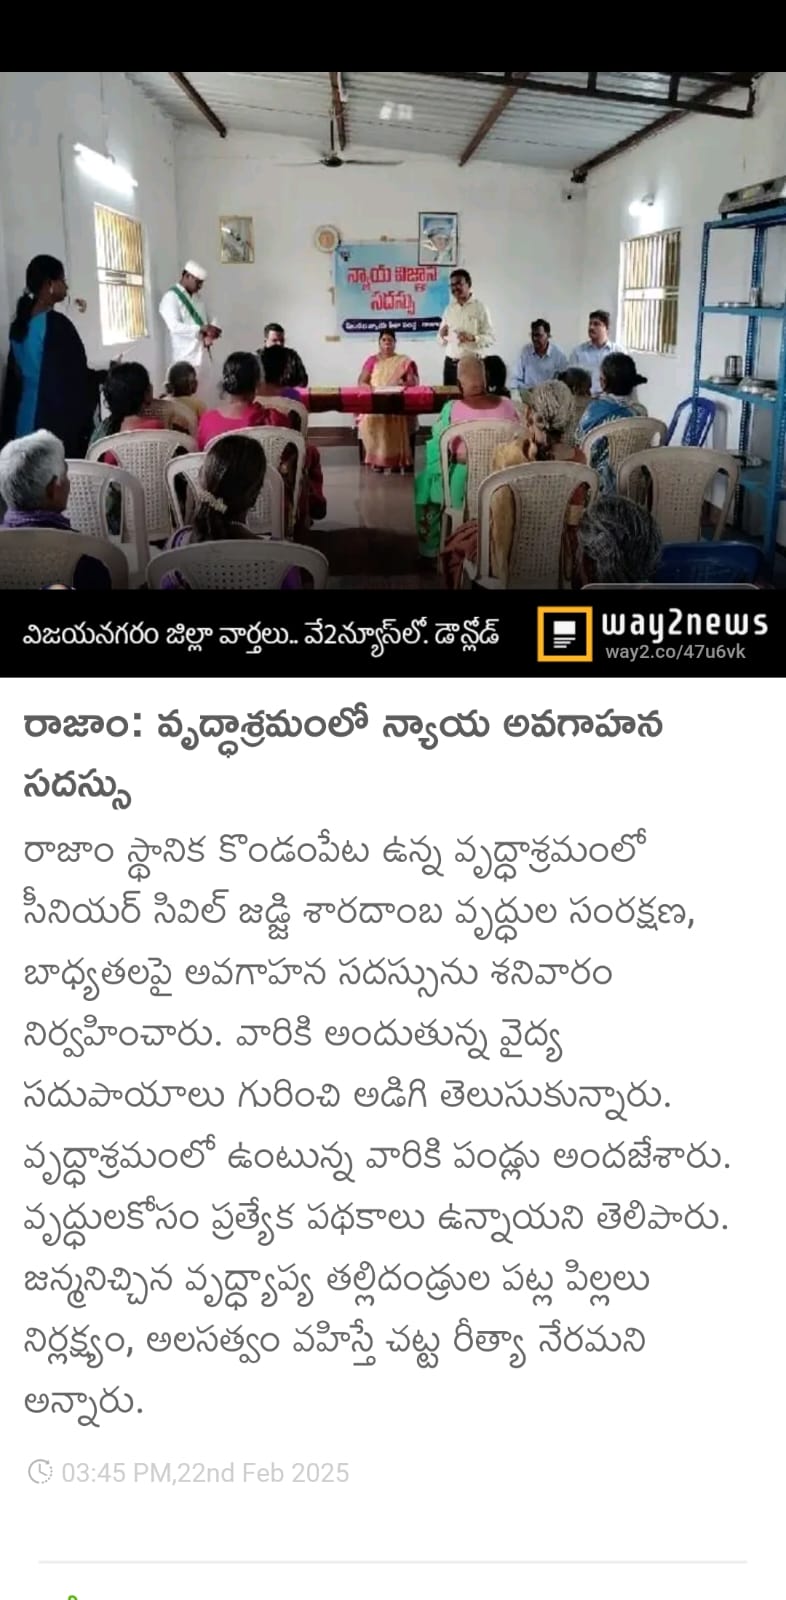 న్యాయ విజ్ఞాన
సదస్సు
విజయనగరం జిల్లా వార్తలు.. వే2న్యూస్‌లో. డౌన్లోడ్
way2news
way2.co/47u6vk
రాజాం: వృద్ధాశ్రమంలో న్యాయ అవగాహన
సదస్సు
రాజాం స్థానిక కొండంపేట ఉన్న వృద్ధాశ్రమంలో
సీనియర్ సివిల్ జడ్జి శారదాంబ వృద్ధుల సంరక్షణ,
బాధ్యతలపై అవగాహన సదస్సును శనివారం
నిర్వహించారు. వారికి అందుతున్న వైద్య
సదుపాయాలు గురించి అడిగి తెలుసుకున్నారు.
వృద్ధాశ్రమంలో ఉంటున్న వారికి పండ్లు అందజేశారు.
వృద్ధులకోసం ప్రత్యేక పథకాలు ఉన్నాయని తెలిపారు.
జన్మనిచ్చిన వృద్ధ్యాప్య తల్లిదండ్రుల పట్ల పిల్లలు
నిర్లక్ష్యం, అలసత్వం వహిస్తే చట్ట రీత్యా నేరమని
అన్నారు.
03:45 PM,22nd Feb 2025